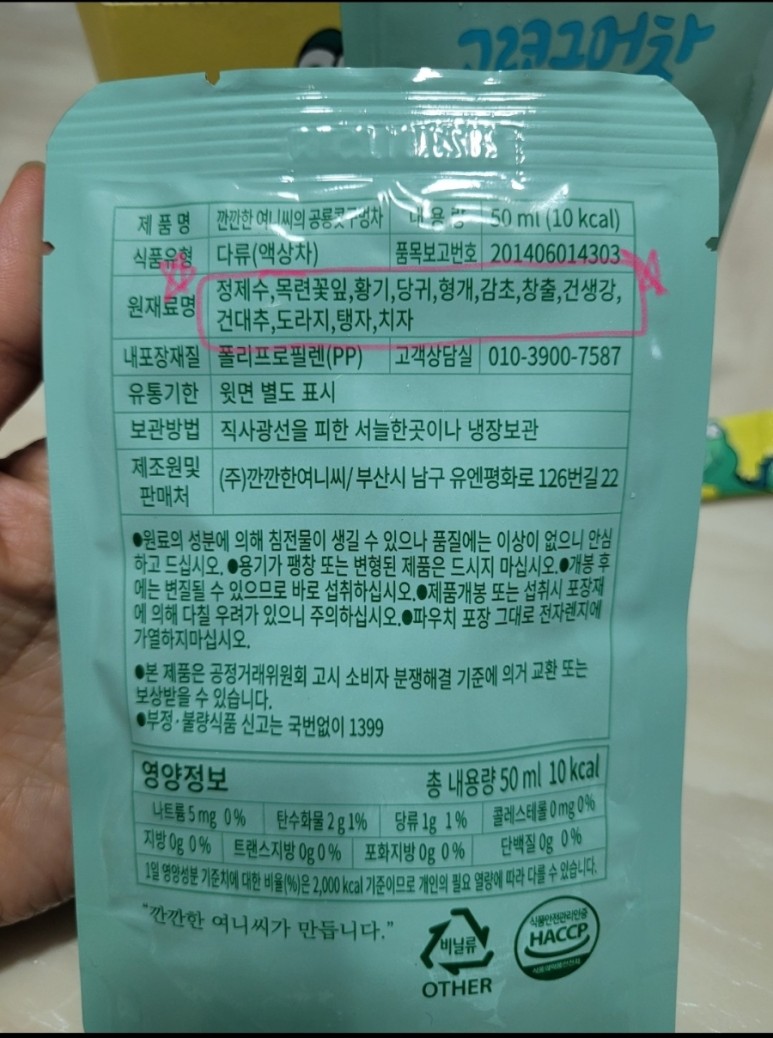 공룡코구멍차
제 품 명 깐깐한 여니씨의 공룡콧구멍차 내 용 량 50 ml (10 kcal)
식품유형 다류(액상차) 품목보고번호 201406014303
원재료명 정제수,목련꽃잎,황기,당귀,형개,감초,창출,건생강,
건대추,도라지,탱자,치자
내포장재질 폴리프로필렌(PP) 고객상담실 010-3900-7587
유통기한 윗면 별도 표시
보관방법 직사광선을 피한 서늘한곳이나 냉장보관
제조원및
판매처
(주)깐깐한여니씨/ 부산시 남구 유엔평화로 126번길 22
●원료의 성분에 의해 침전물이 생길 수 있으나 품질에는 이상이 없으니 안심
하고 드십시오. ●용기가 팽창 또는 변형된 제품은 드시지 마십시오.●개봉 후
에는 변질될 수 있으므로 바로 섭취하십시오.●제품개봉 또는 섭취시 포장재
에 의해 다칠 우려가 있으니 주의하십시오.●파우치 포장 그대로 전자렌지에
가열하지마십시오.
●본 제품은 공정거래위원회 고시 소비자 분쟁해결 기준에 의거 교환 또는
보상받을 수 있습니다.
●부정·불량식품 신고는 국번없이 1399
영양정보 총 내용량 50 ml 10 kcal
나트륨 5 mg 0% 탄수화물 2 g 1% 당류 1g 1% 콜레스테롤 0 mg 0%
지방 0g 0% 트랜스지방 0g 0% 포화지방 0g 0% 단백질 0g 0%
1일 영양성분 기준치에 대한 비율(%)은 2,000 kcal 기준이므로 개인의 필요 열량에 따라 다를 수 있습니다.
"깐깐한 여니씨가 만듭니다."
비닐류
OTHER
식품안전관리인증
HACCP